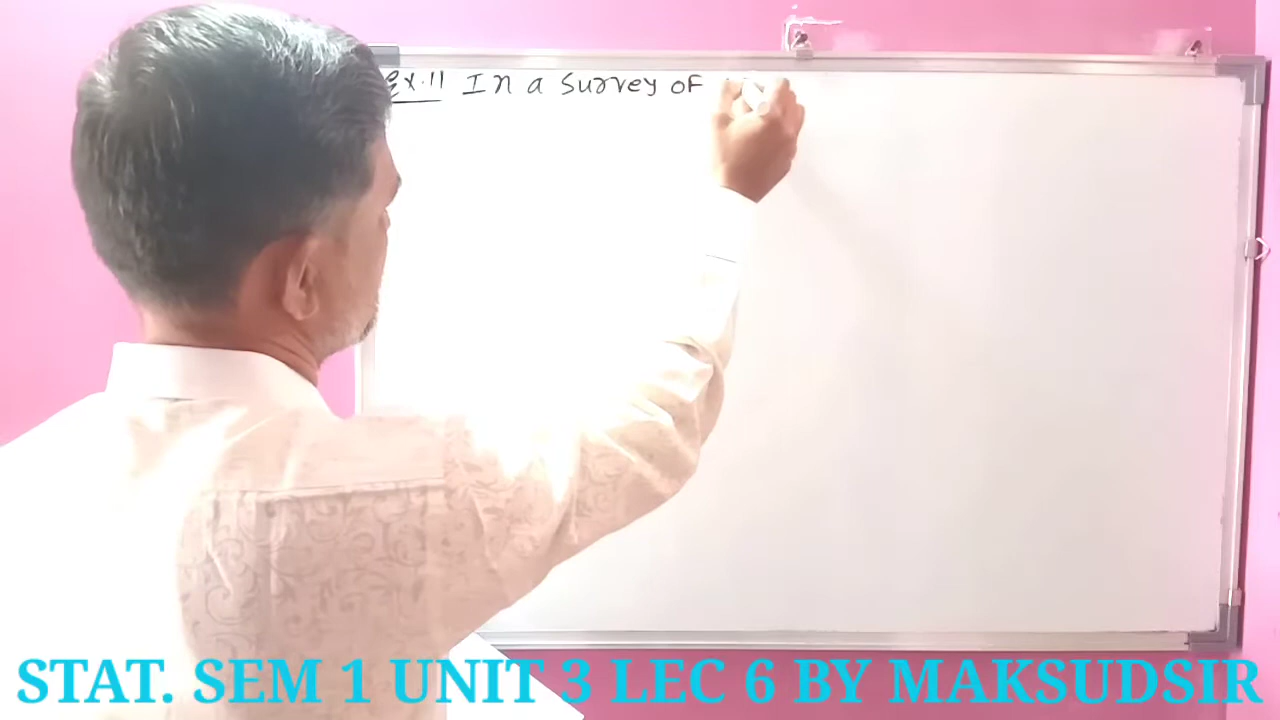 Ex.11 In a survey of
STAT. SEM 1 UNIT 3 LEC 6 BY MAKSUDSIR